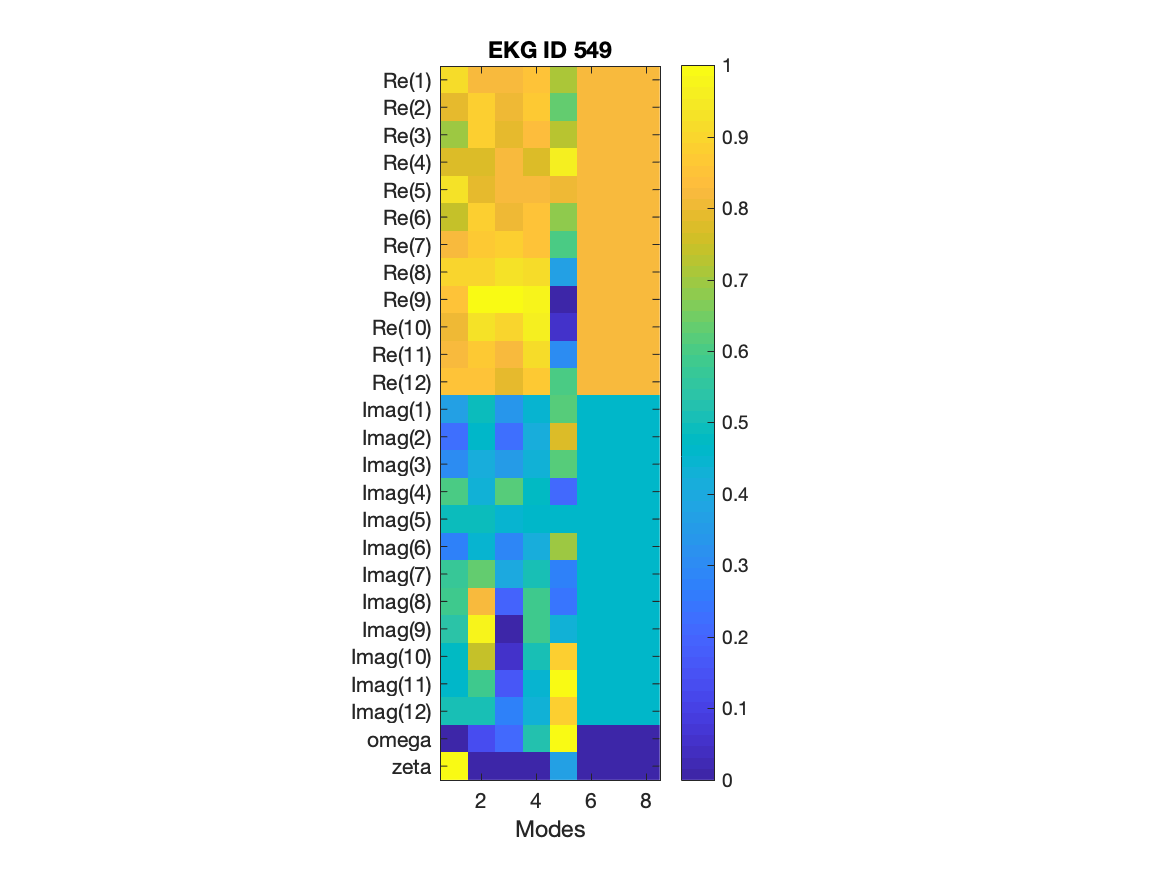 EKG ID 549
Re(1)
Re(2)
Re(3)
Re(4)
Re(5)
Re(6)
Re(7)
Re(8)
Re(9)
Re(10)
Re(11)
Re(12)
Imag(1)
Imag(2)
Imag(3)
Imag(4)
Imag(5)
Imag(6)
Imag(7)
Imag(8)
Imag(9)
Imag(10)
Imag(11)
Imag(12)
omega
zeta
2 4 6 8
Modes
1
0.9
0.8
0.7
0.6
0.5
0.4
0.3
0.2
0.1
0